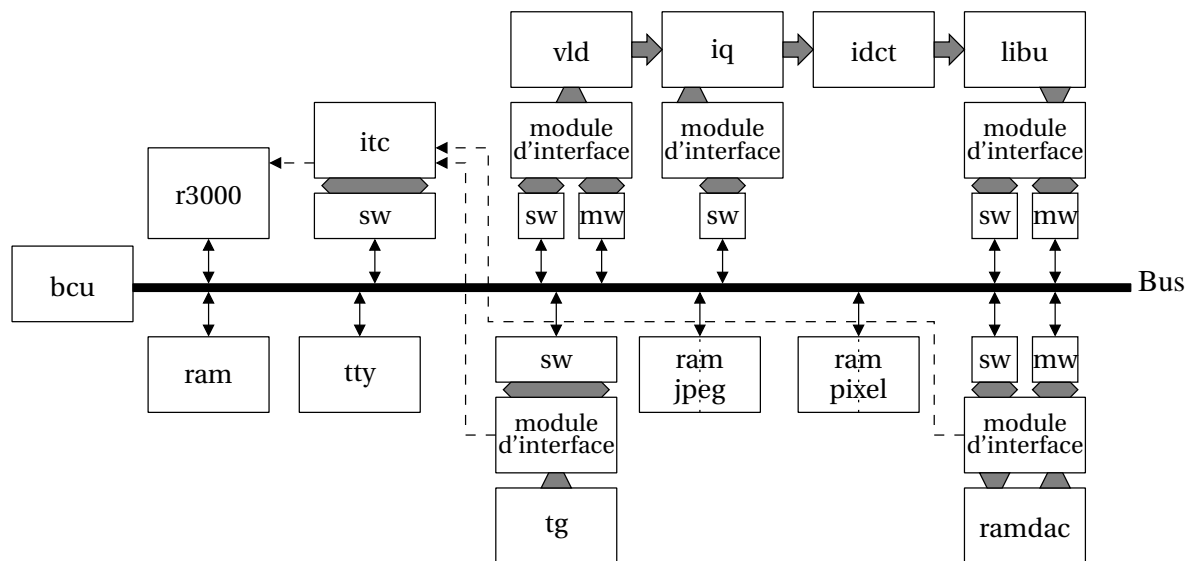 vld
iq
idct
libu
itc
module
d'interface
module
d'interface
module
d'interface
r3000
sw
sw
mw
sw
sw
mw
bcu
Bus
ram
tty
sw
ram
jpeg
ram
pixel
sw
mw
module
d'interface
module
d'interface
tg
ramdac